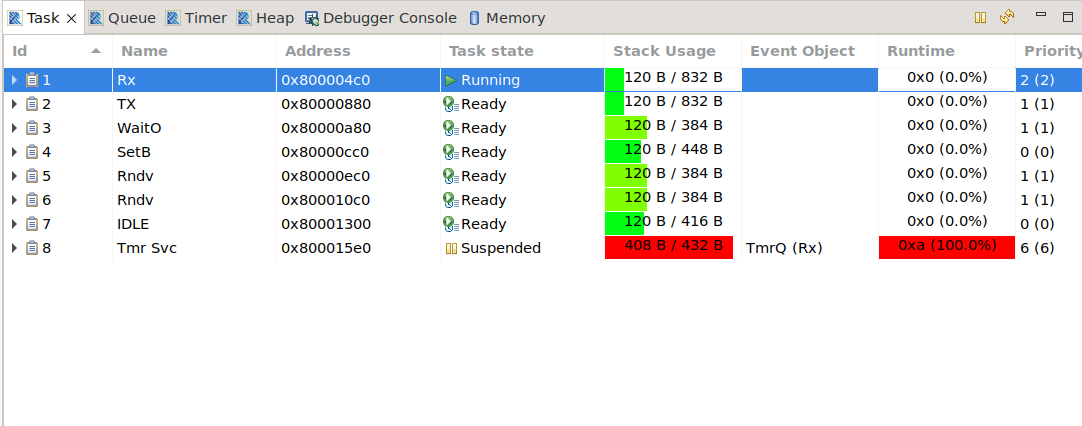 Task Queue Timer Heap Debugger Console Memory
Id Name Address Task state Stack Usage Event Object Runtime Priority
1 Rx 0x800004c0 Running 120 B / 832 B 0x0 (0.0%) 2 (2)
2 TX 0x80000880 Ready 120 B / 832 B 0x0 (0.0%) 1 (1)
3 WaitO 0x80000a80 Ready 120 B / 384 B 0x0 (0.0%) 1 (1)
4 SetB 0x80000cc0 Ready 120 B / 448 B 0x0 (0.0%) 0 (0)
5 Rndv 0x80000ec0 Ready 120 B / 384 B 0x0 (0.0%) 1 (1)
6 Rndv 0x800010c0 Ready 120 B / 384 B 0x0 (0.0%) 1 (1)
7 IDLE 0x80001300 Ready 120 B / 416 B 0x0 (0.0%) 0 (0)
8 Tmr Svc 0x800015e0 Suspended 408 B / 432 B TmrQ (Rx) 0xa (100.0%) 6 (6)